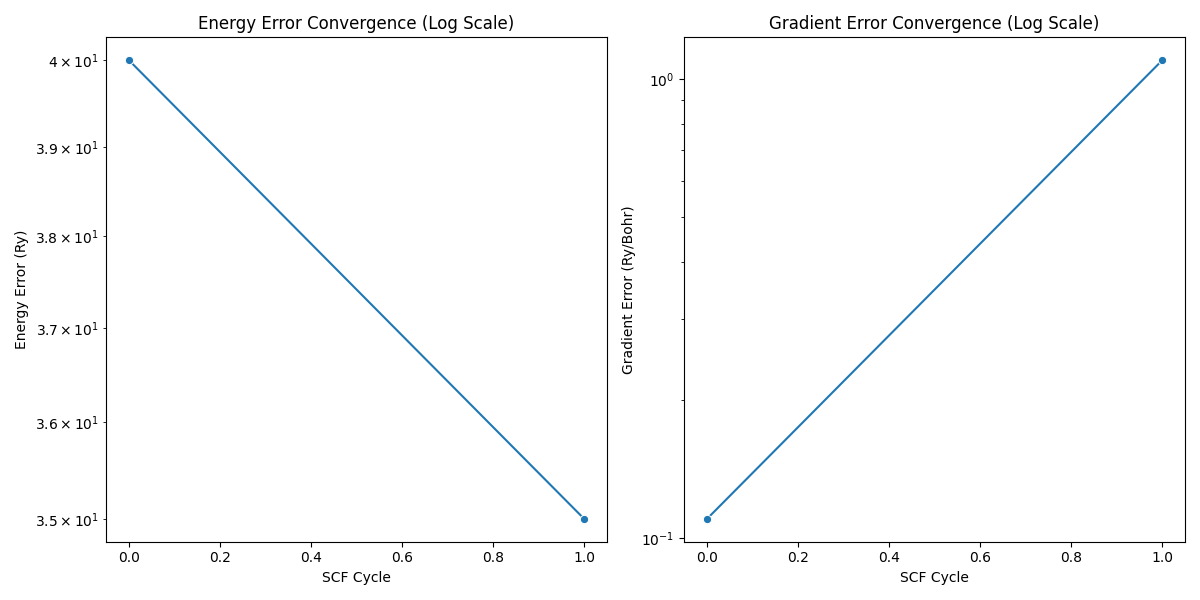 Energy Error Convergence (Log Scale)
4 × 10¹
3.9 × 10¹
3.8 × 10¹
3.7 × 10¹
3.6 × 10¹
3.5 × 10¹
Energy Error (Ry)
0.0 0.2 0.4 0.6 0.8 1.0
SCF Cycle
Gradient Error Convergence (Log Scale)
10⁰
10⁻¹
Gradient Error (Ry/Bohr)
0.0 0.2 0.4 0.6 0.8 1.0
SCF Cycle